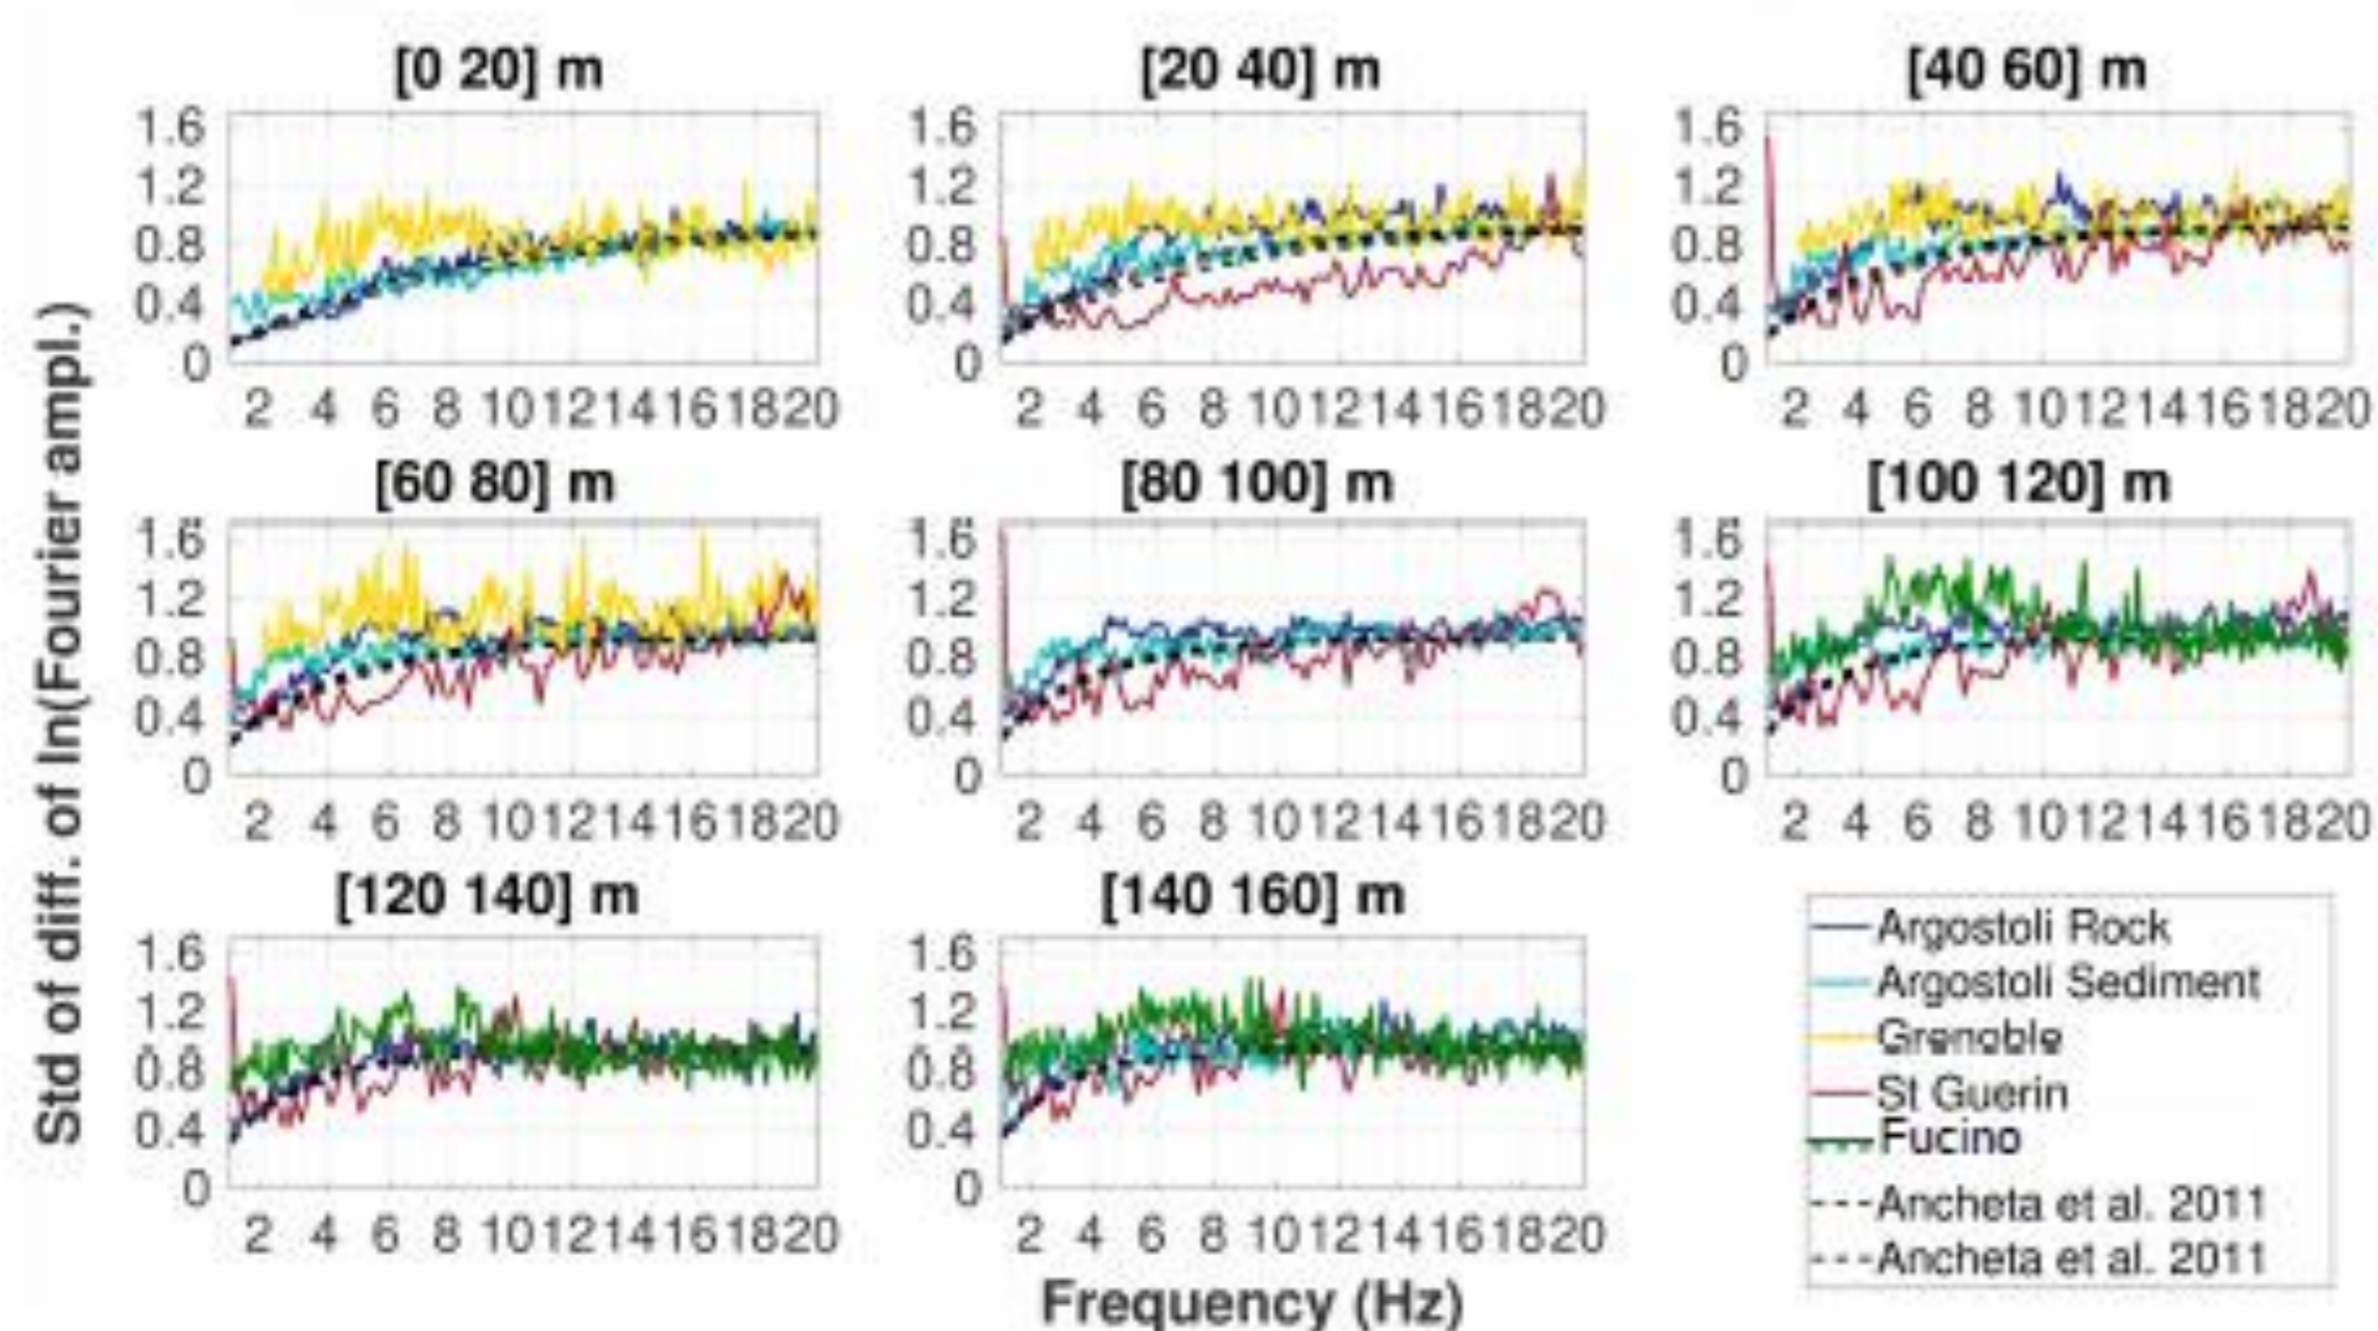 [0 20] m
[20 40] m
[40 60] m
1.6
1.2
0.8
0.4
0
2 4 6 8 10 12 14 16 18 20
1.6
1.2
0.8
0.4
0
2 4 6 8 10 12 14 16 18 20
1.6
1.2
0.8
0.4
0
2 4 6 8 10 12 14 16 18 20
[60 80] m
[80 100] m
[100 120] m
1.6
1.2
0.8
0.4
0
2 4 6 8 10 12 14 16 18 20
1.6
1.2
0.8
0.4
0
2 4 6 8 10 12 14 16 18 20
1.6
1.2
0.8
0.4
0
2 4 6 8 10 12 14 16 18 20
[120 140] m
[140 160] m
1.6
1.2
0.8
0.4
0
2 4 6 8 10 12 14 16 18 20
1.6
1.2
0.8
0.4
0
2 4 6 8 10 12 14 16 18 20
Argostoli Rock
Argostoli Sediment
Grenoble
St Guerin
Fucino
Ancheta et al. 2011
Ancheta et al. 2011
Std of diff. of ln(Fourier ampl.)
Frequency (Hz)